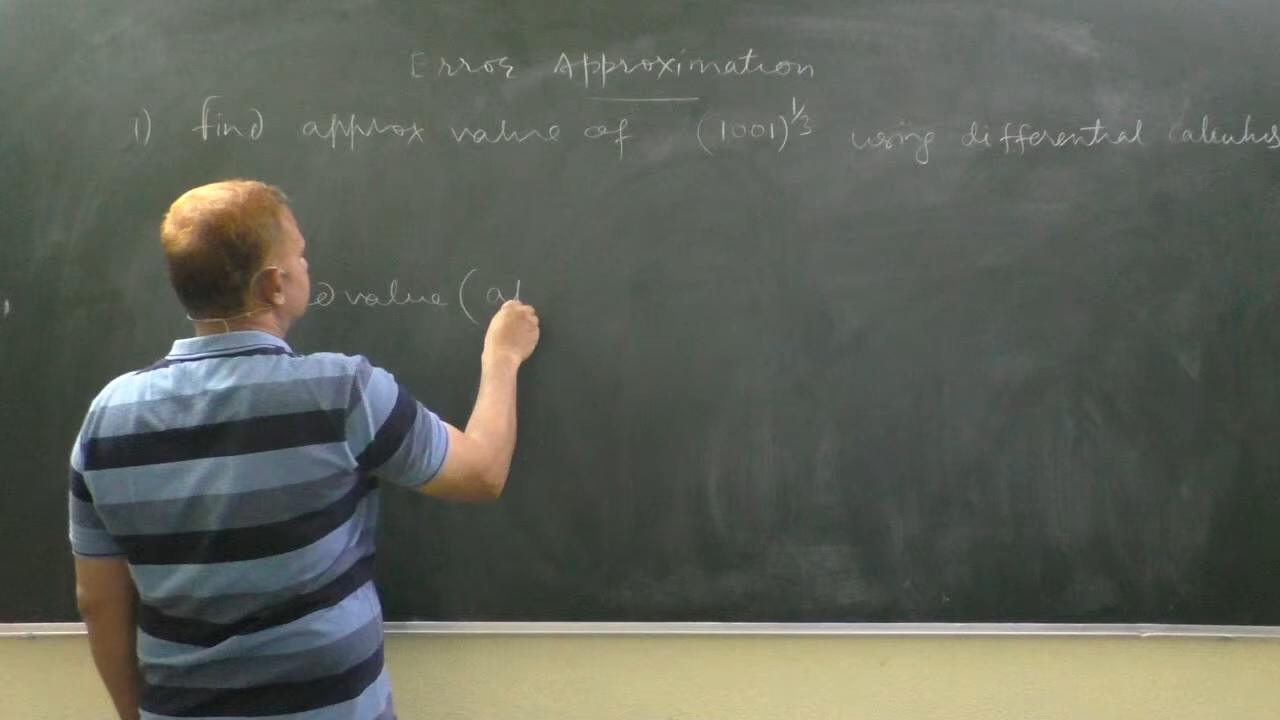 Error Approximation
1) find approx value of (1001)^1/3 using differential calculus
value (